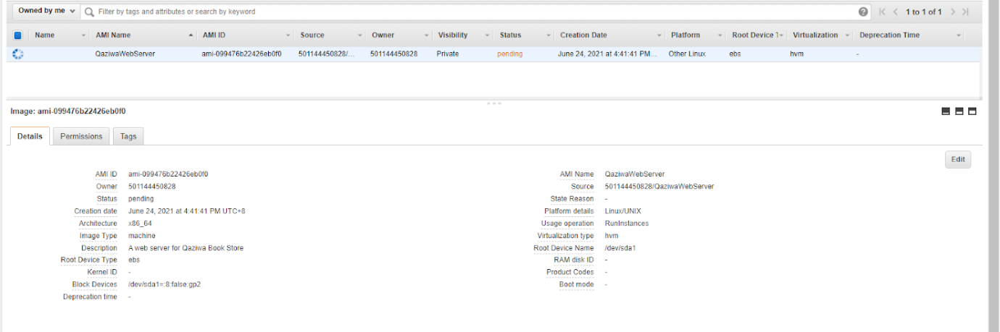 Owned by me Filter by tags and attributes or search by keyword 1 to 1 of 1
Name AMI Name AMI ID Source Owner Visibility Status Creation Date Platform Root Device T Virtualization Deprecation Time
QaziwaWebServer ami-099476b22426eb0f0 501144450828/... 501144450828 Private pending June 24, 2021 at 4:41:41 PM... Other Linux ebs hvm -
Image: ami-099476b22426eb0f0
Details Permissions Tags
Edit
AMI ID ami-099476b22426eb0f0 AMI Name QaziwaWebServer
Owner 501144450828 Source 501144450828/QaziwaWebServer
Status pending State Reason -
Creation date June 24, 2021 at 4:41:41 PM UTC+8 Platform details Linux/UNIX
Architecture x86_64 Usage operation RunInstances
Image Type machine Virtualization type hvm
Description A web server for Qaziwa Book Store Root Device Name /dev/sda1
Root Device Type ebs RAM disk ID -
Kernel ID - Product Codes -
Block Devices /dev/sda1=:8:false:gp2 Boot mode -
Deprecation time -